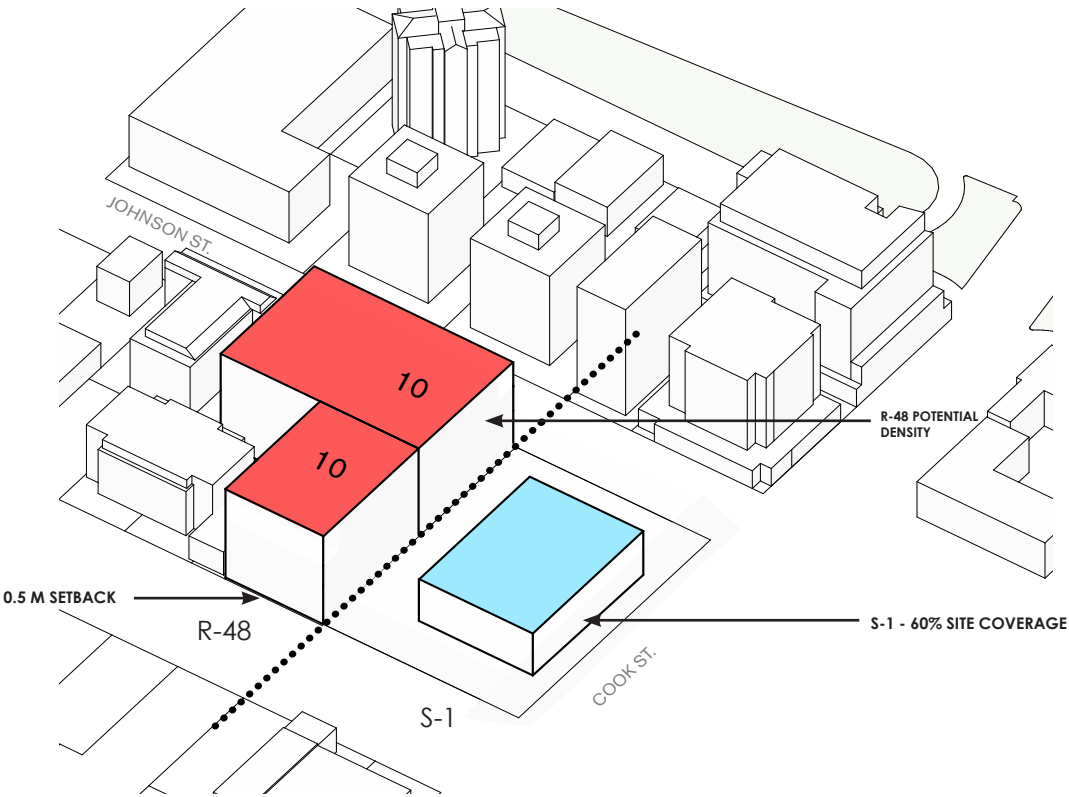 JOHNSON ST.
10
R-48 POTENTIAL
DENSITY
10
0.5 M SETBACK
R-48
S-1 - 60% SITE COVERAGE
COOK ST.
S-1